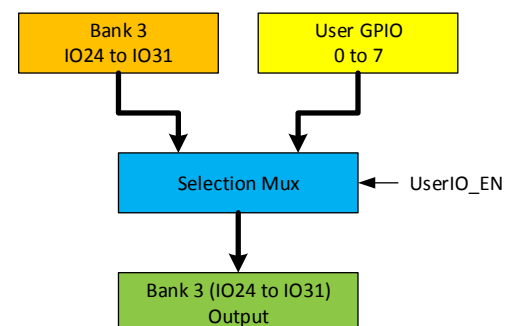 Bank 3
IO24 to IO31
User GPIO
0 to 7
Selection Mux
UserIO_EN
Bank 3 (IO24 to IO31)
Output